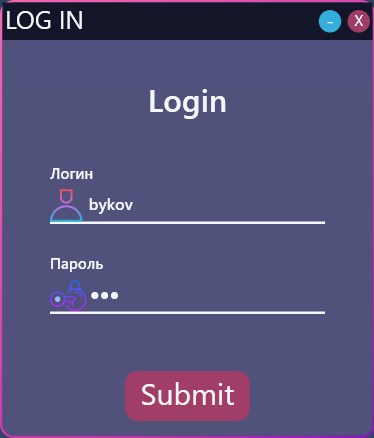 LOG IN
– X
Login
Логин
bykov
Пароль
•••
Submit